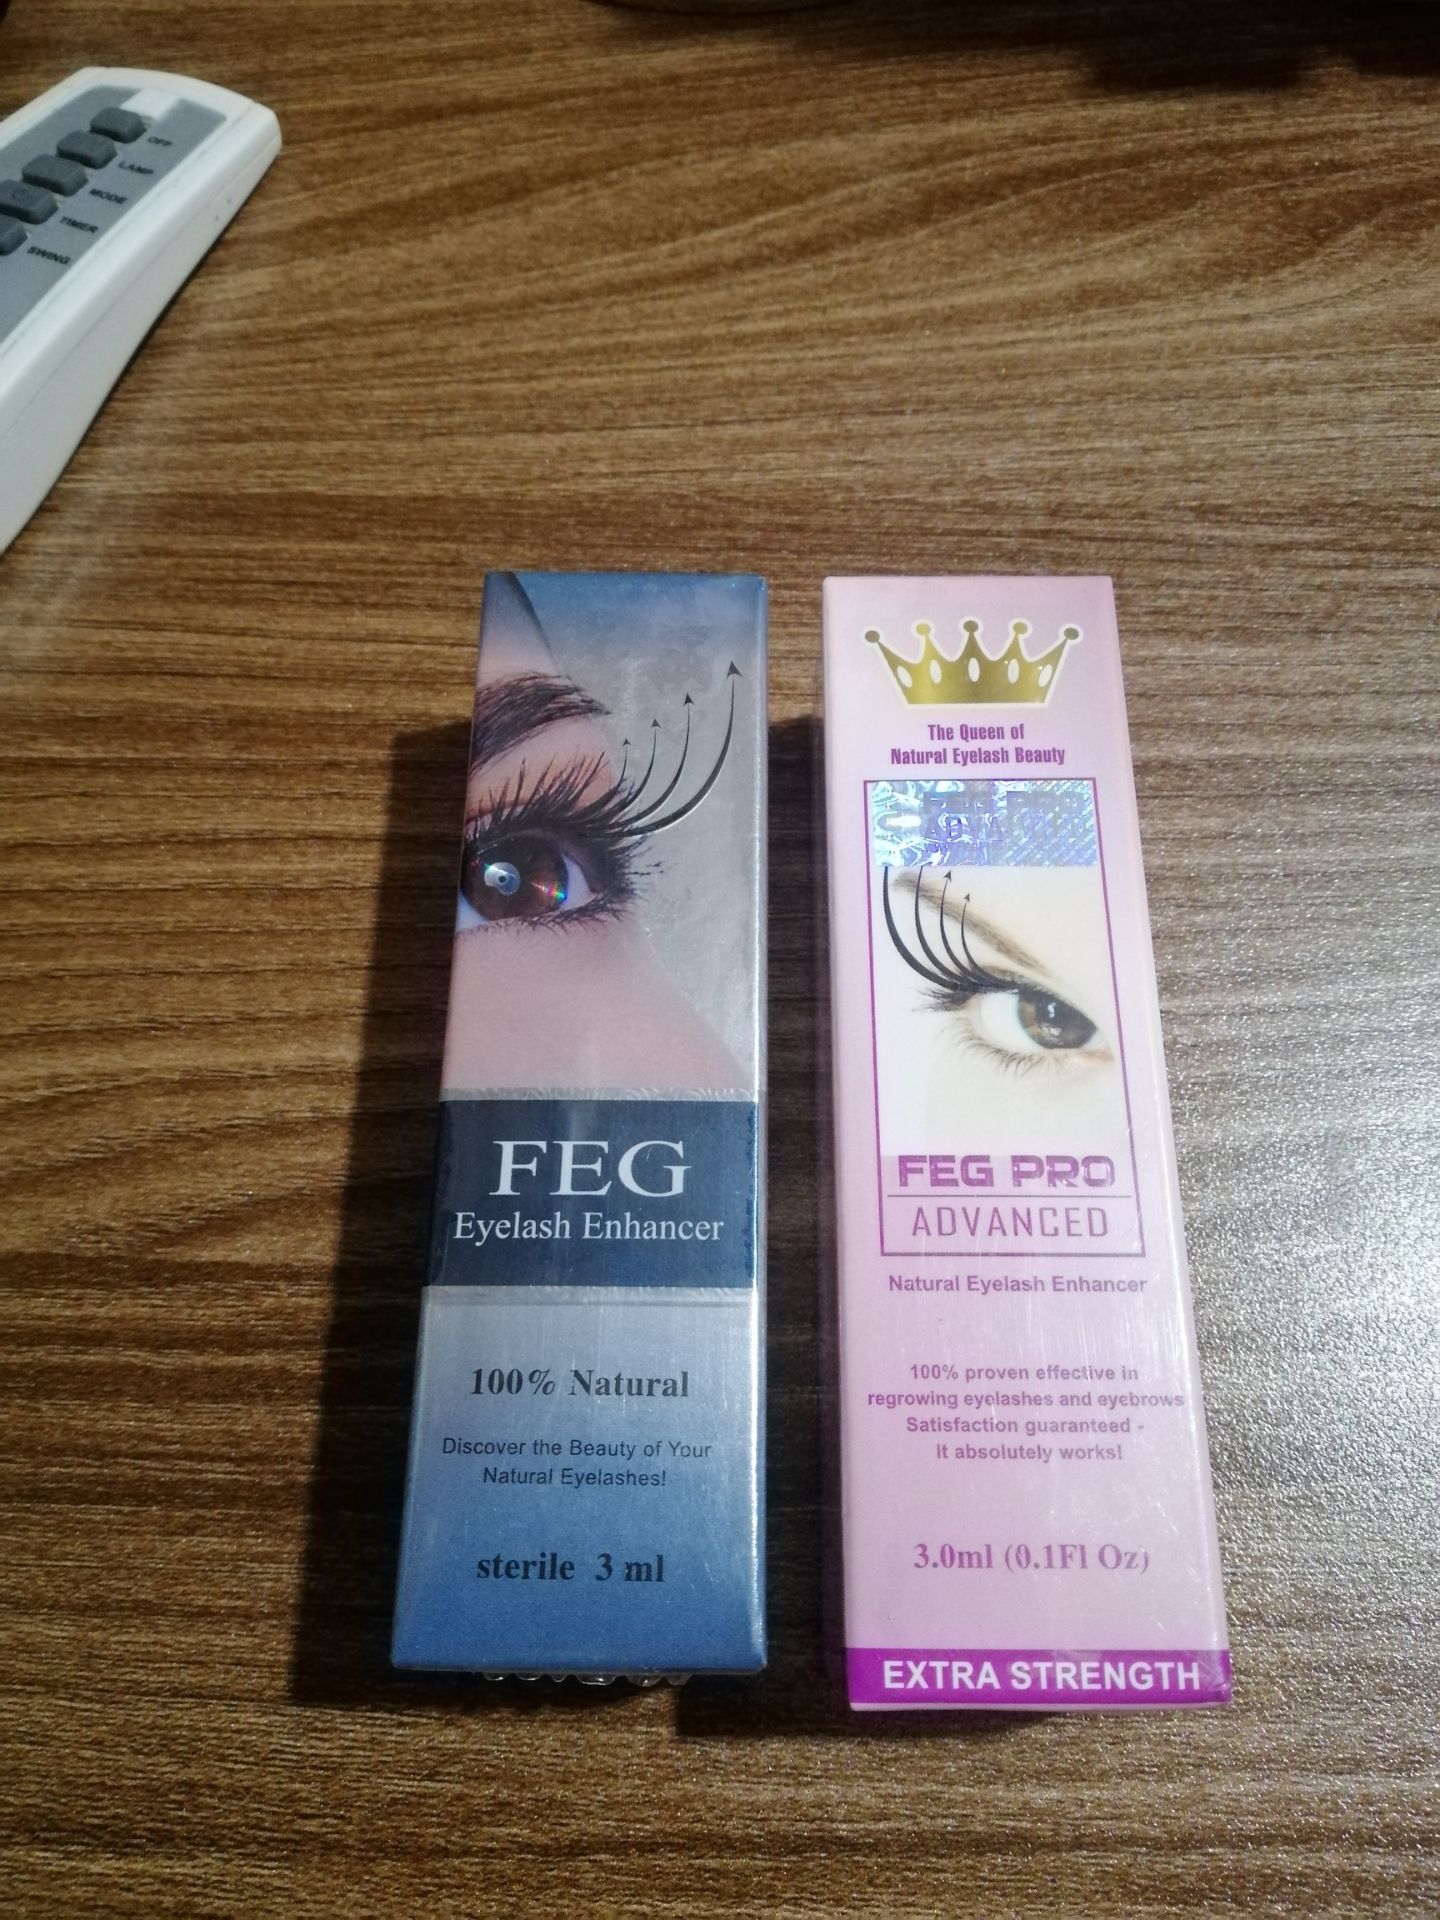 OFF
LAMP
MODE
TIMER
SWING
FEG
Eyelash Enhancer
100% Natural
Discover the Beauty of Your
Natural Eyelashes!
sterile 3 ml
The Queen of
Natural Eyelash Beauty
FEG PRO
ADVANCED
Natural Eyelash Enhancer
100% proven effective in
regrowing eyelashes and eyebrows
Satisfaction guaranteed -
It absolutely works!
3.0ml (0.1Fl Oz)
EXTRA STRENGTH